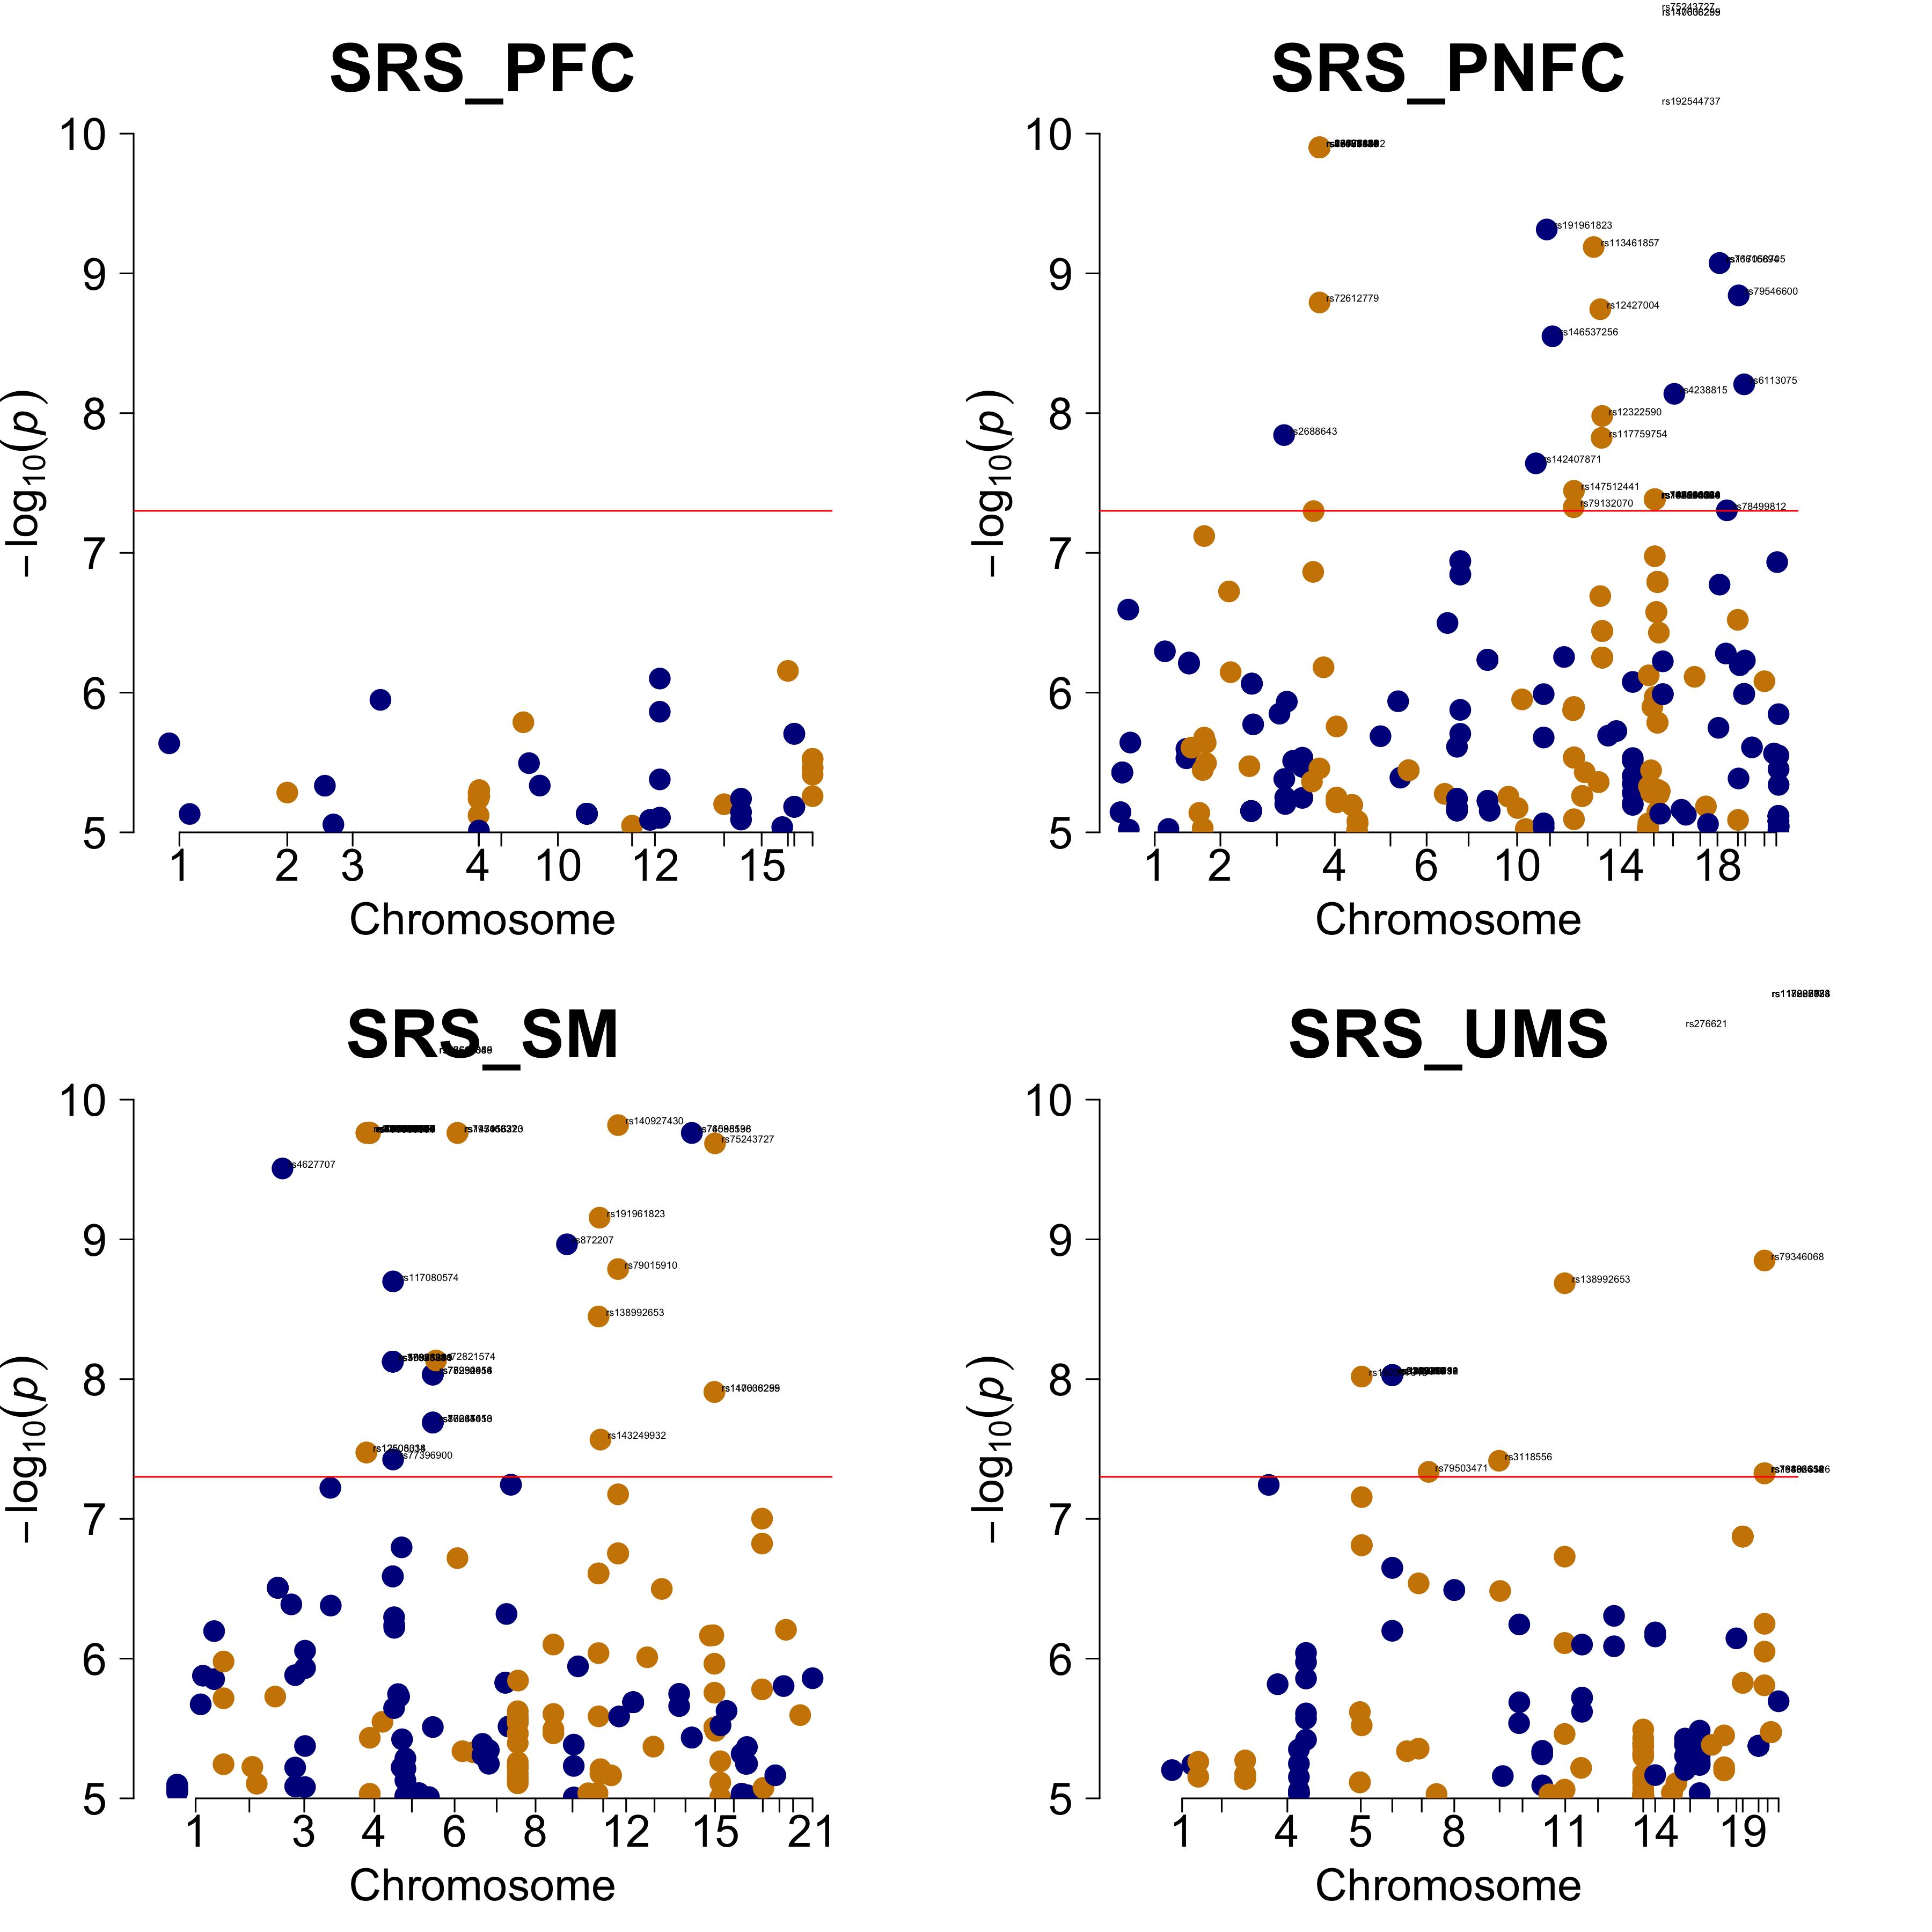 SRS_PFC
10
9
8
7
6
5
−log10(p)
1 2 3 4 10 12 15
Chromosome
rs75243727
rs192544737
SRS_PNFC
10
9
8
7
6
5
−log10(p)
rs191961823
rs113461857
rs79546600
rs72612779
rs12427004
rs146537256
rs6113075
rs4238815
rs12322590
rs2688643
rs117759754
rs142407871
rs147512441
rs79132070
rs78499812
1 2 4 6 10 14 18
Chromosome
SRS_SM
10
9
8
7
6
5
−log10(p)
rs140927430
rs75243727
rs4627707
rs191961823
rs872207
rs79015910
rs117080574
rs138992653
rs72821574
rs143249932
rs77396900
1 3 4 6 8 12 15 21
Chromosome
rs276621
SRS_UMS
10
9
8
7
6
5
−log10(p)
rs79346068
rs138992653
rs3118556
rs79503471
1 4 5 8 11 14 19
Chromosome